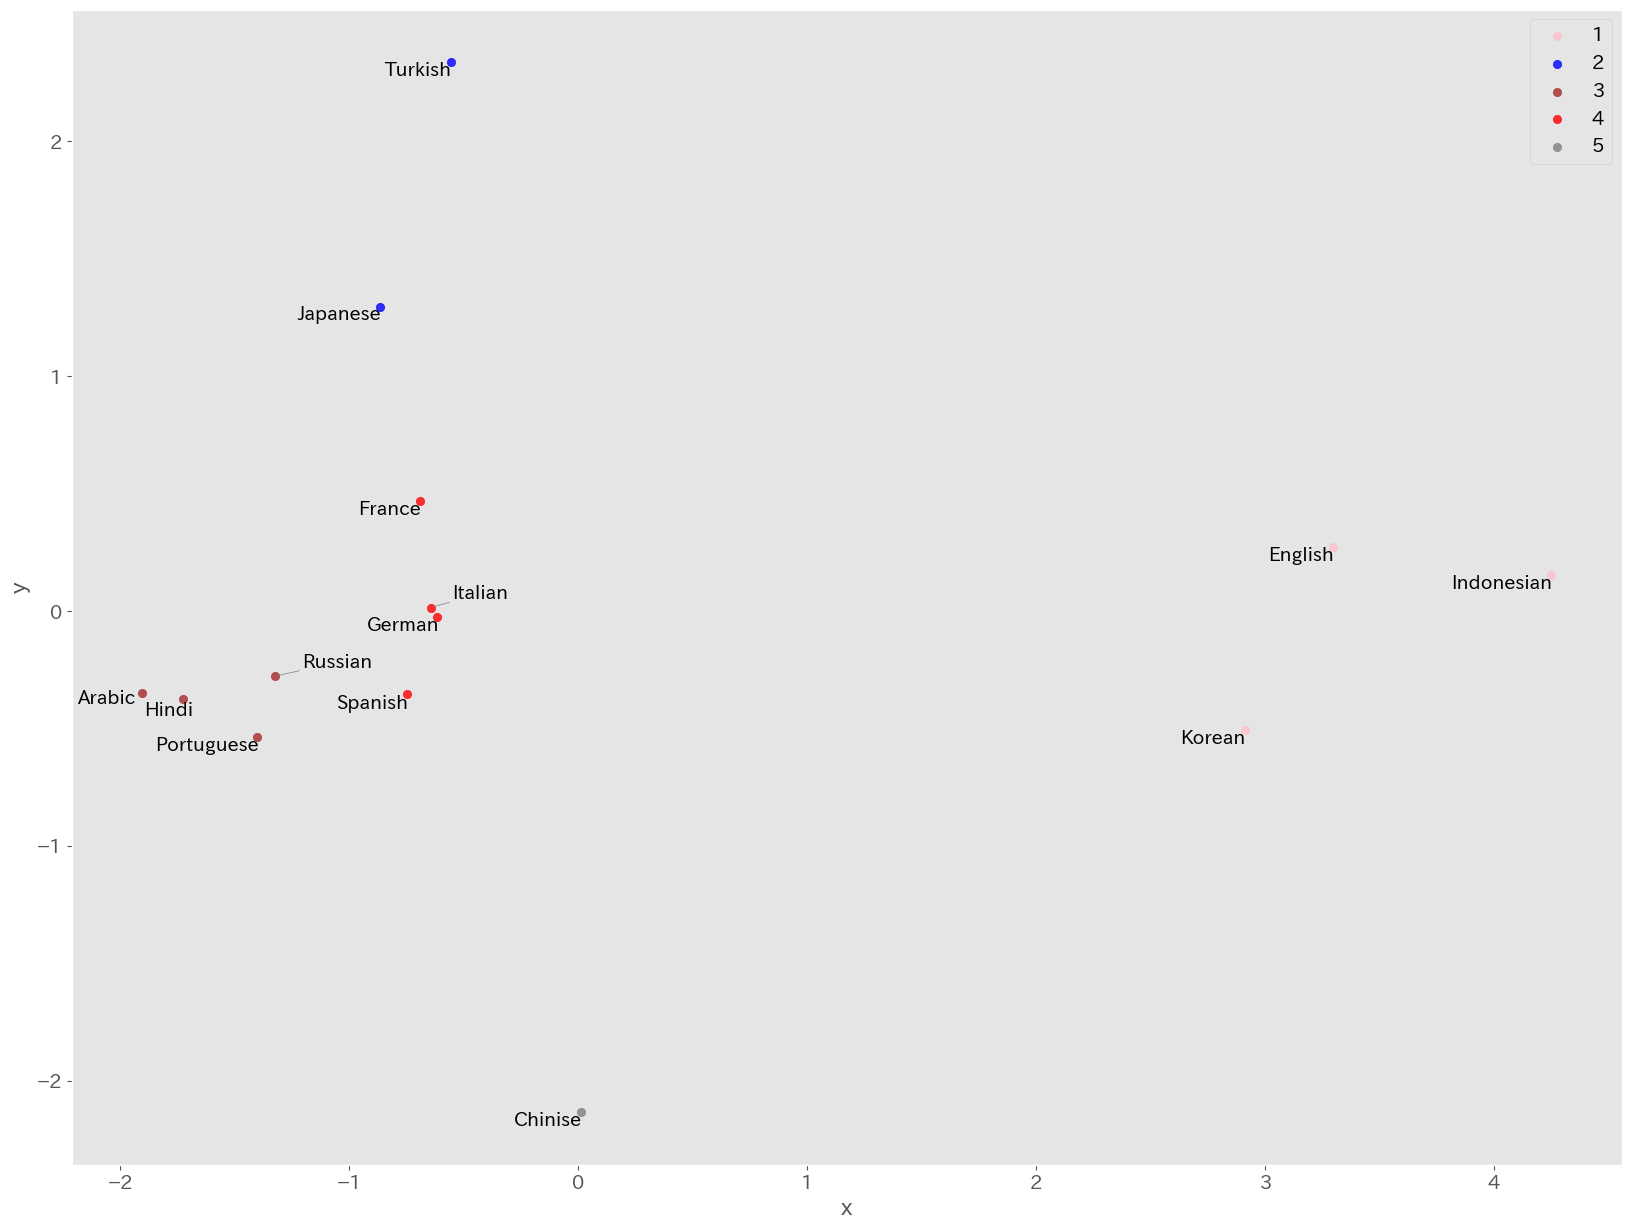 1
2
3
4
5
Turkish
2
Japanese
1
France
English
Italian
Indonesian
y
0
German
Russian
Arabic
Spanish
Hindi
Korean
Portuguese
−1
−2
Chinise
−2
−1
0
1
2
3
4
x